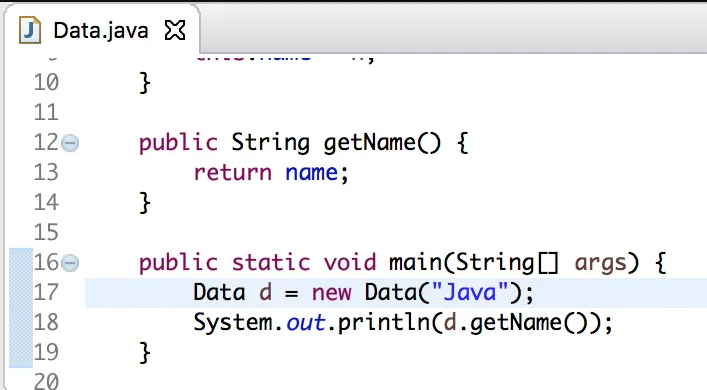 Data.java
9
10 }
11
12 public String getName() {
13 return name;
14 }
15
16 public static void main(String[] args) {
17 Data d = new Data("Java");
18 System.out.println(d.getName());
19 }
20